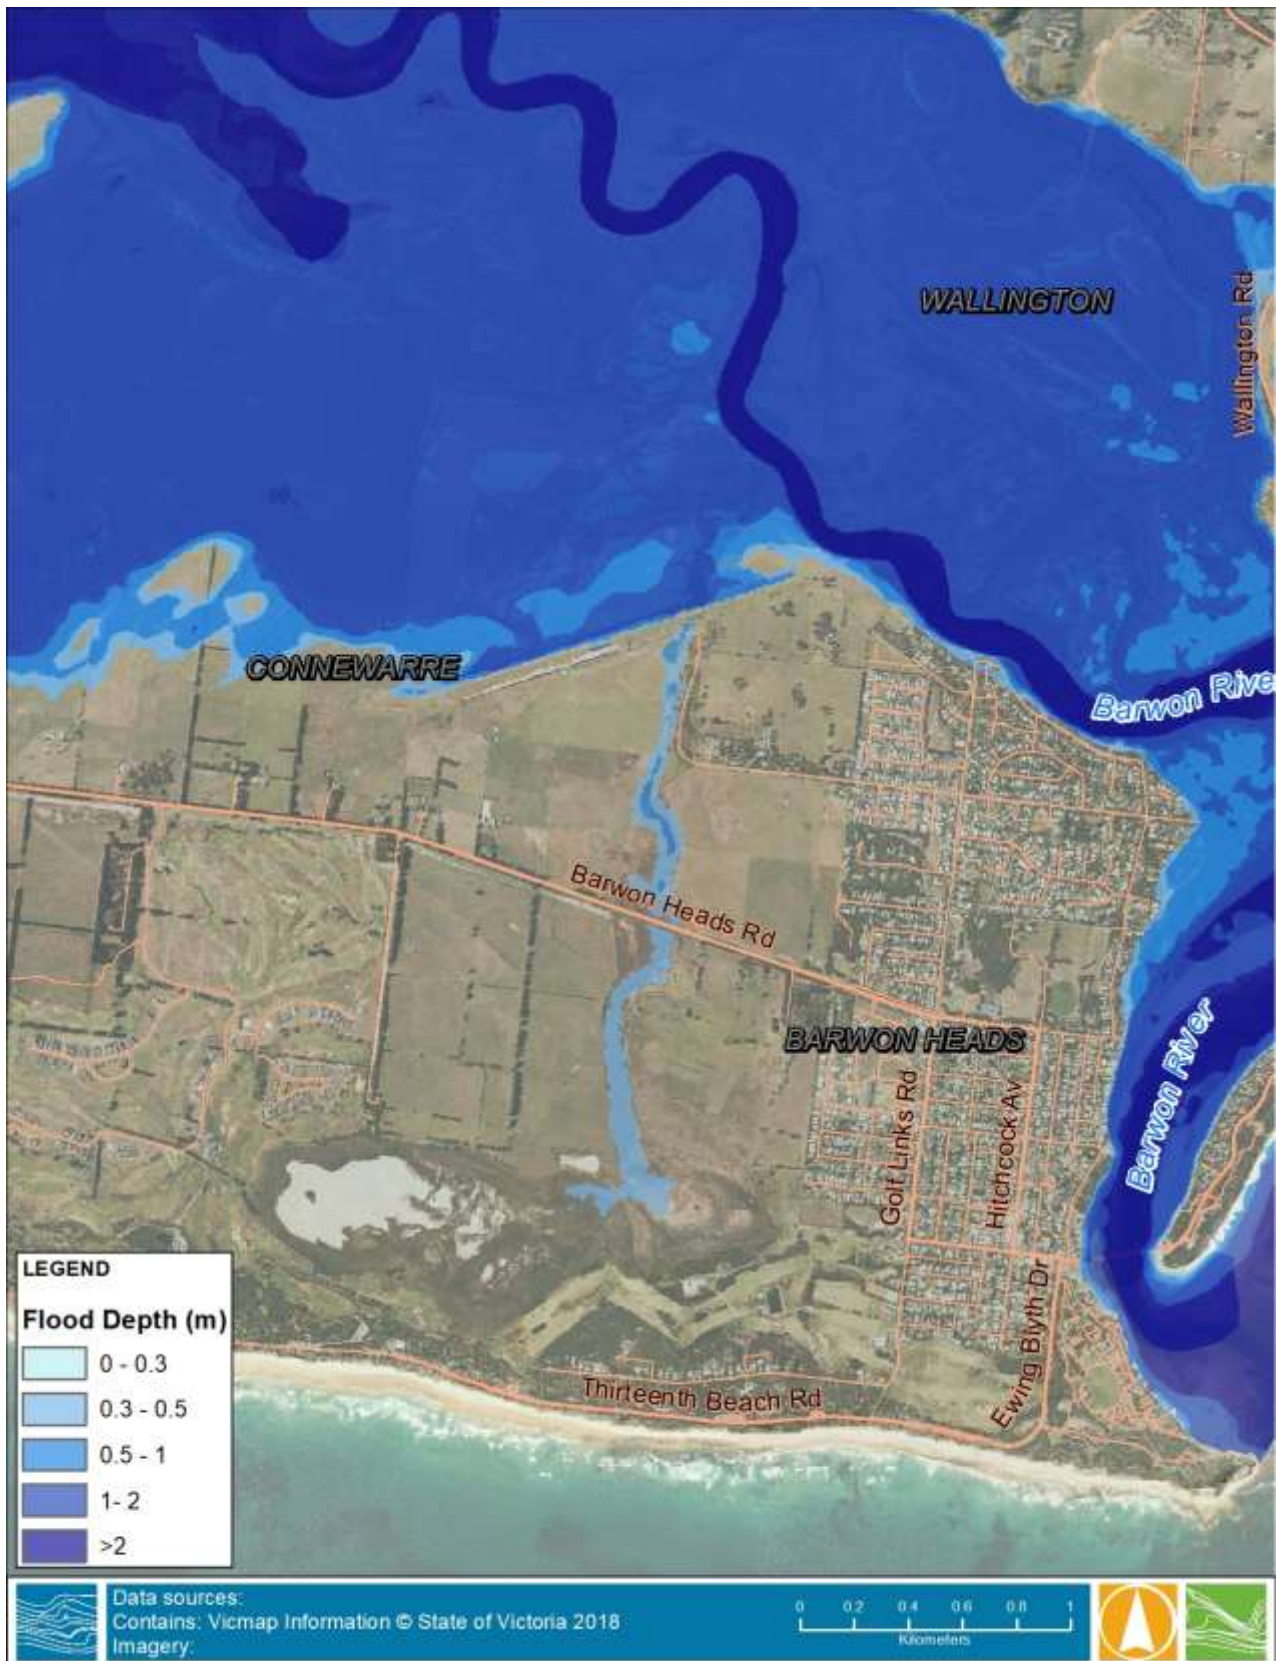 WALLINGTON
Wallington Rd
CONNEWARRE
Barwon Rive
Barwon Heads Rd
BARWON HEADS
Barwon River
Golf Links Rd
Hitchcock Av
Ewing Blyth Dr
Thirteenth Beach Rd
LEGEND
Flood Depth (m)
0 - 0.3
0.3 - 0.5
0.5 - 1
1- 2
>2
Data sources:
Contains: Vicmap Information © State of Victoria 2018
Imagery:
0 0.2 0.4 0.6 0.8 1
Kilometers